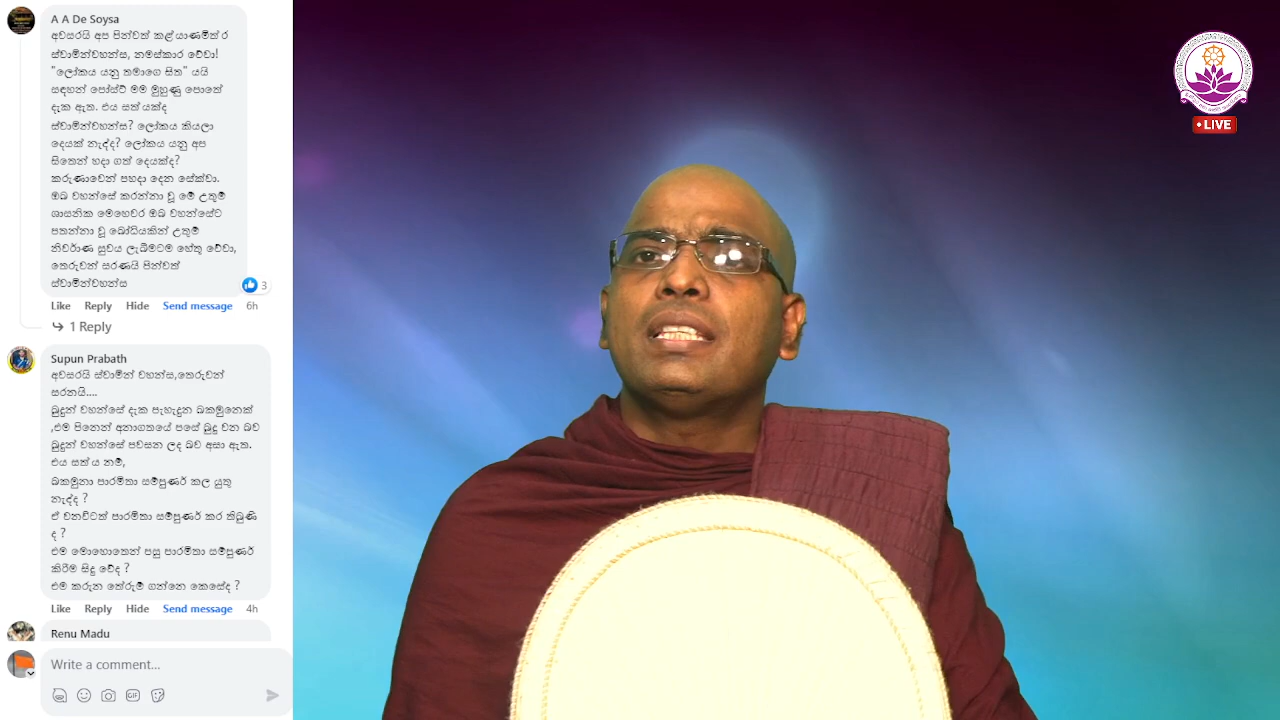 A A De Soysa
අවසරයි අප පින්වත් කළ්‍යාණමිත්‍ර
ස්වාමින්වහන්ස, නමස්කාර වේවා!
"ලෝකය යනු තමාගෙ සිත" යයි
සඳහන් පෝස්ට් මම මුහුණු පොතේ
දැක ඇත. එය සත්‍යක්ද
ස්වාමින්වහන්ස? ලෝකය කියලා
දෙයක් නැද්ද? ලෝකය යනු අප
සිතෙන් හදා ගත් දෙයක්ද?
කරුණාවෙන් පහදා දෙන සේක්වා.
ඔබ වහන්සේ කරන්නා වූ මේ උතුම්
ශාසනික මෙහෙවර ඔබ වහන්සේට
පතන්නා වූ බෝධියකින් උතුම්
නිර්වාණ සුවය ලැබීමටම හේතු වේවා,
තෙරුවන් සරණයි පින්වත්
ස්වාමින්වහන්ස
3
Like Reply Hide Send message 6h
1 Reply
Supun Prabath
අවසරයි ස්වාමින් වහන්ස,තෙරුවන්
සරනයි....
බුදුන් වහන්සේ දැක පැහැදුන බකමුනෙක්
,එම පිනෙන් අනාගතයේ පසේ බුදු වන බව
බුදුන් වහන්සේ පවසන ලද බව අසා ඇත.
එය සත්‍ය නම්,
බකමුනා පාරමිතා සම්පුර්ණ කල යුතු
නැද්ද ?
ඒ වනවිටත් පාරමිතා සම්පුර්ණ කර තිබුණි
ද ?
එම මොහොතෙන් පසු පාරමිතා සම්පුර්ණ
කිරීම සිදු වේද ?
එම කරුන තේරුම් ගන්නෙ කෙසේද ?
Like Reply Hide Send message 4h
Renu Madu
Write a comment...
GIF
LIVE